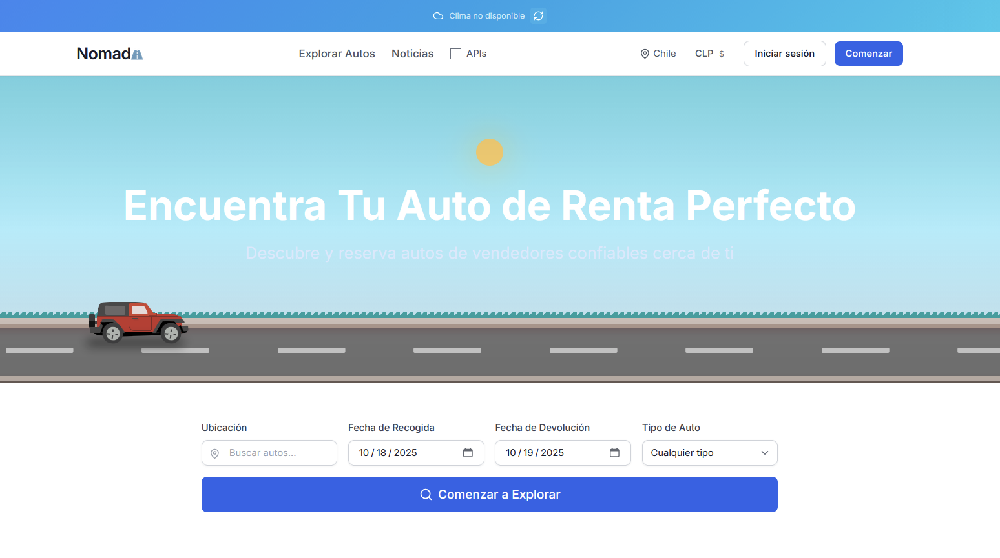 Clima no disponible
Nomad
Explorar Autos
Noticias
APIs
Chile
CLP $
Iniciar sesión
Comenzar
Encuentra Tu Auto de Renta Perfecto
Descubre y reserva autos de vendedores confiables cerca de ti
Ubicación
Fecha de Recogida
Fecha de Devolución
Tipo de Auto
Buscar autos...
10 / 18 / 2025
10 / 19 / 2025
Cualquier tipo
Comenzar a Explorar